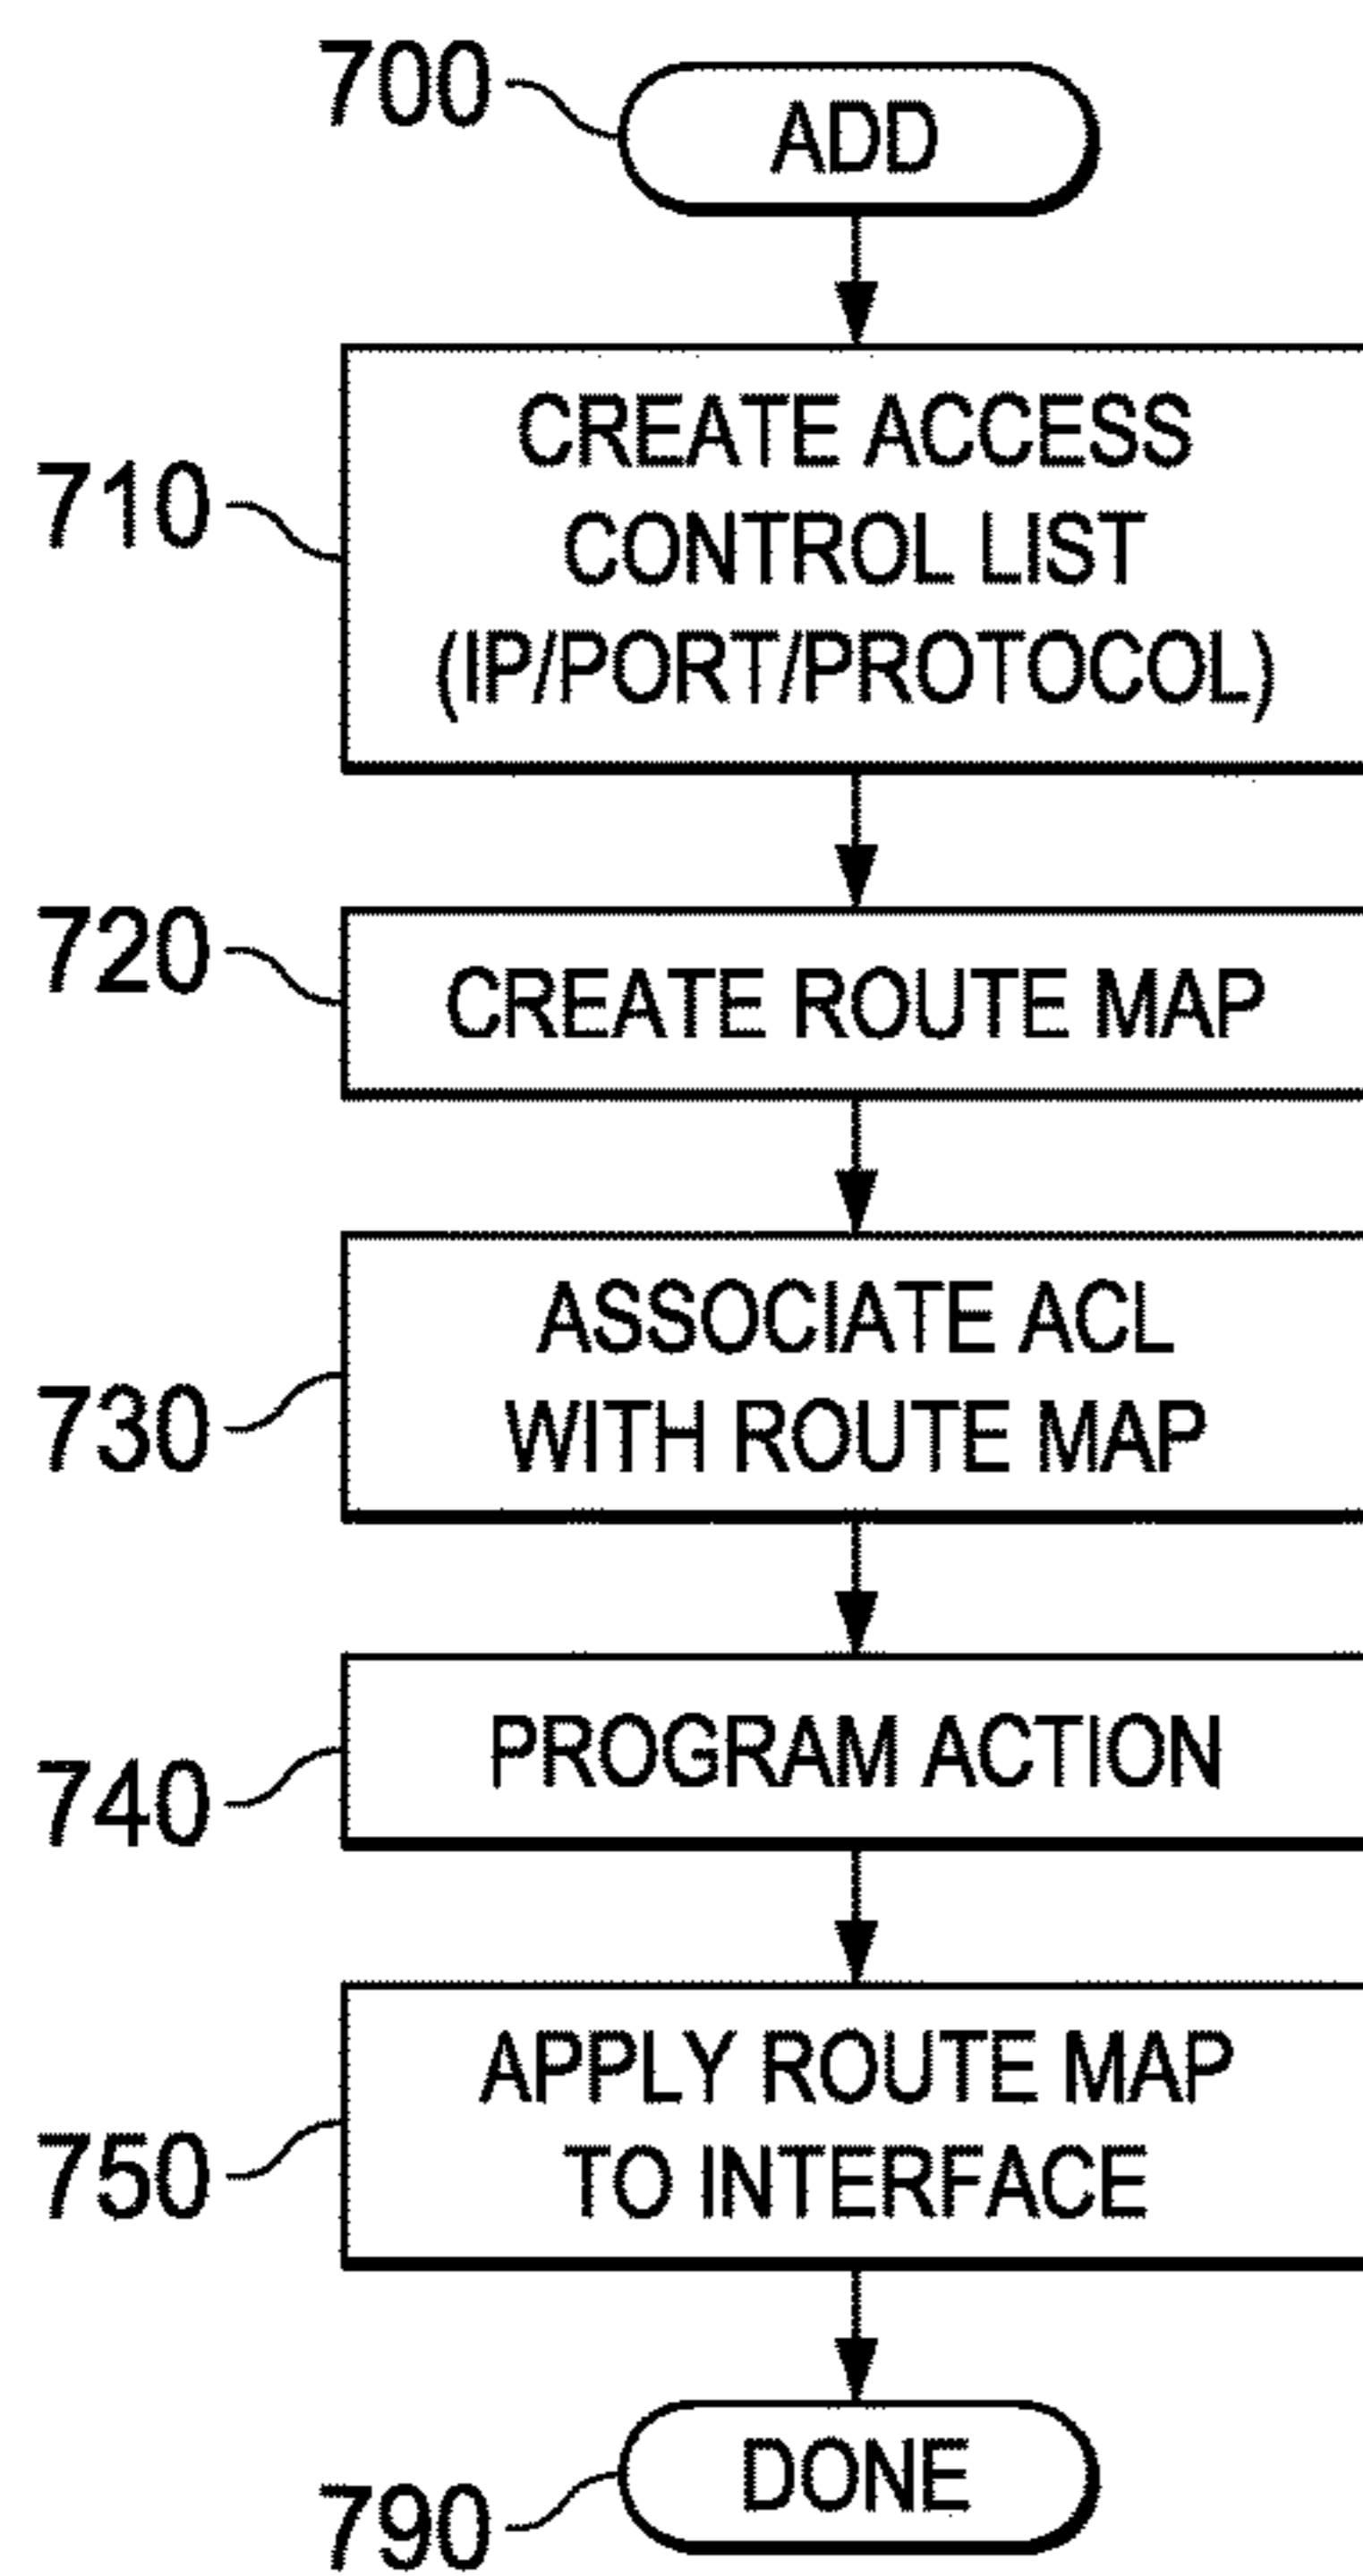 700
ADD
710
CREATE ACCESS
CONTROL LIST
(IP/PORT/PROTOCOL)
720
CREATE ROUTE MAP
730
ASSOCIATE ACL
WITH ROUTE MAP
740
PROGRAM ACTION
750
APPLY ROUTE MAP
TO INTERFACE
790
DONE